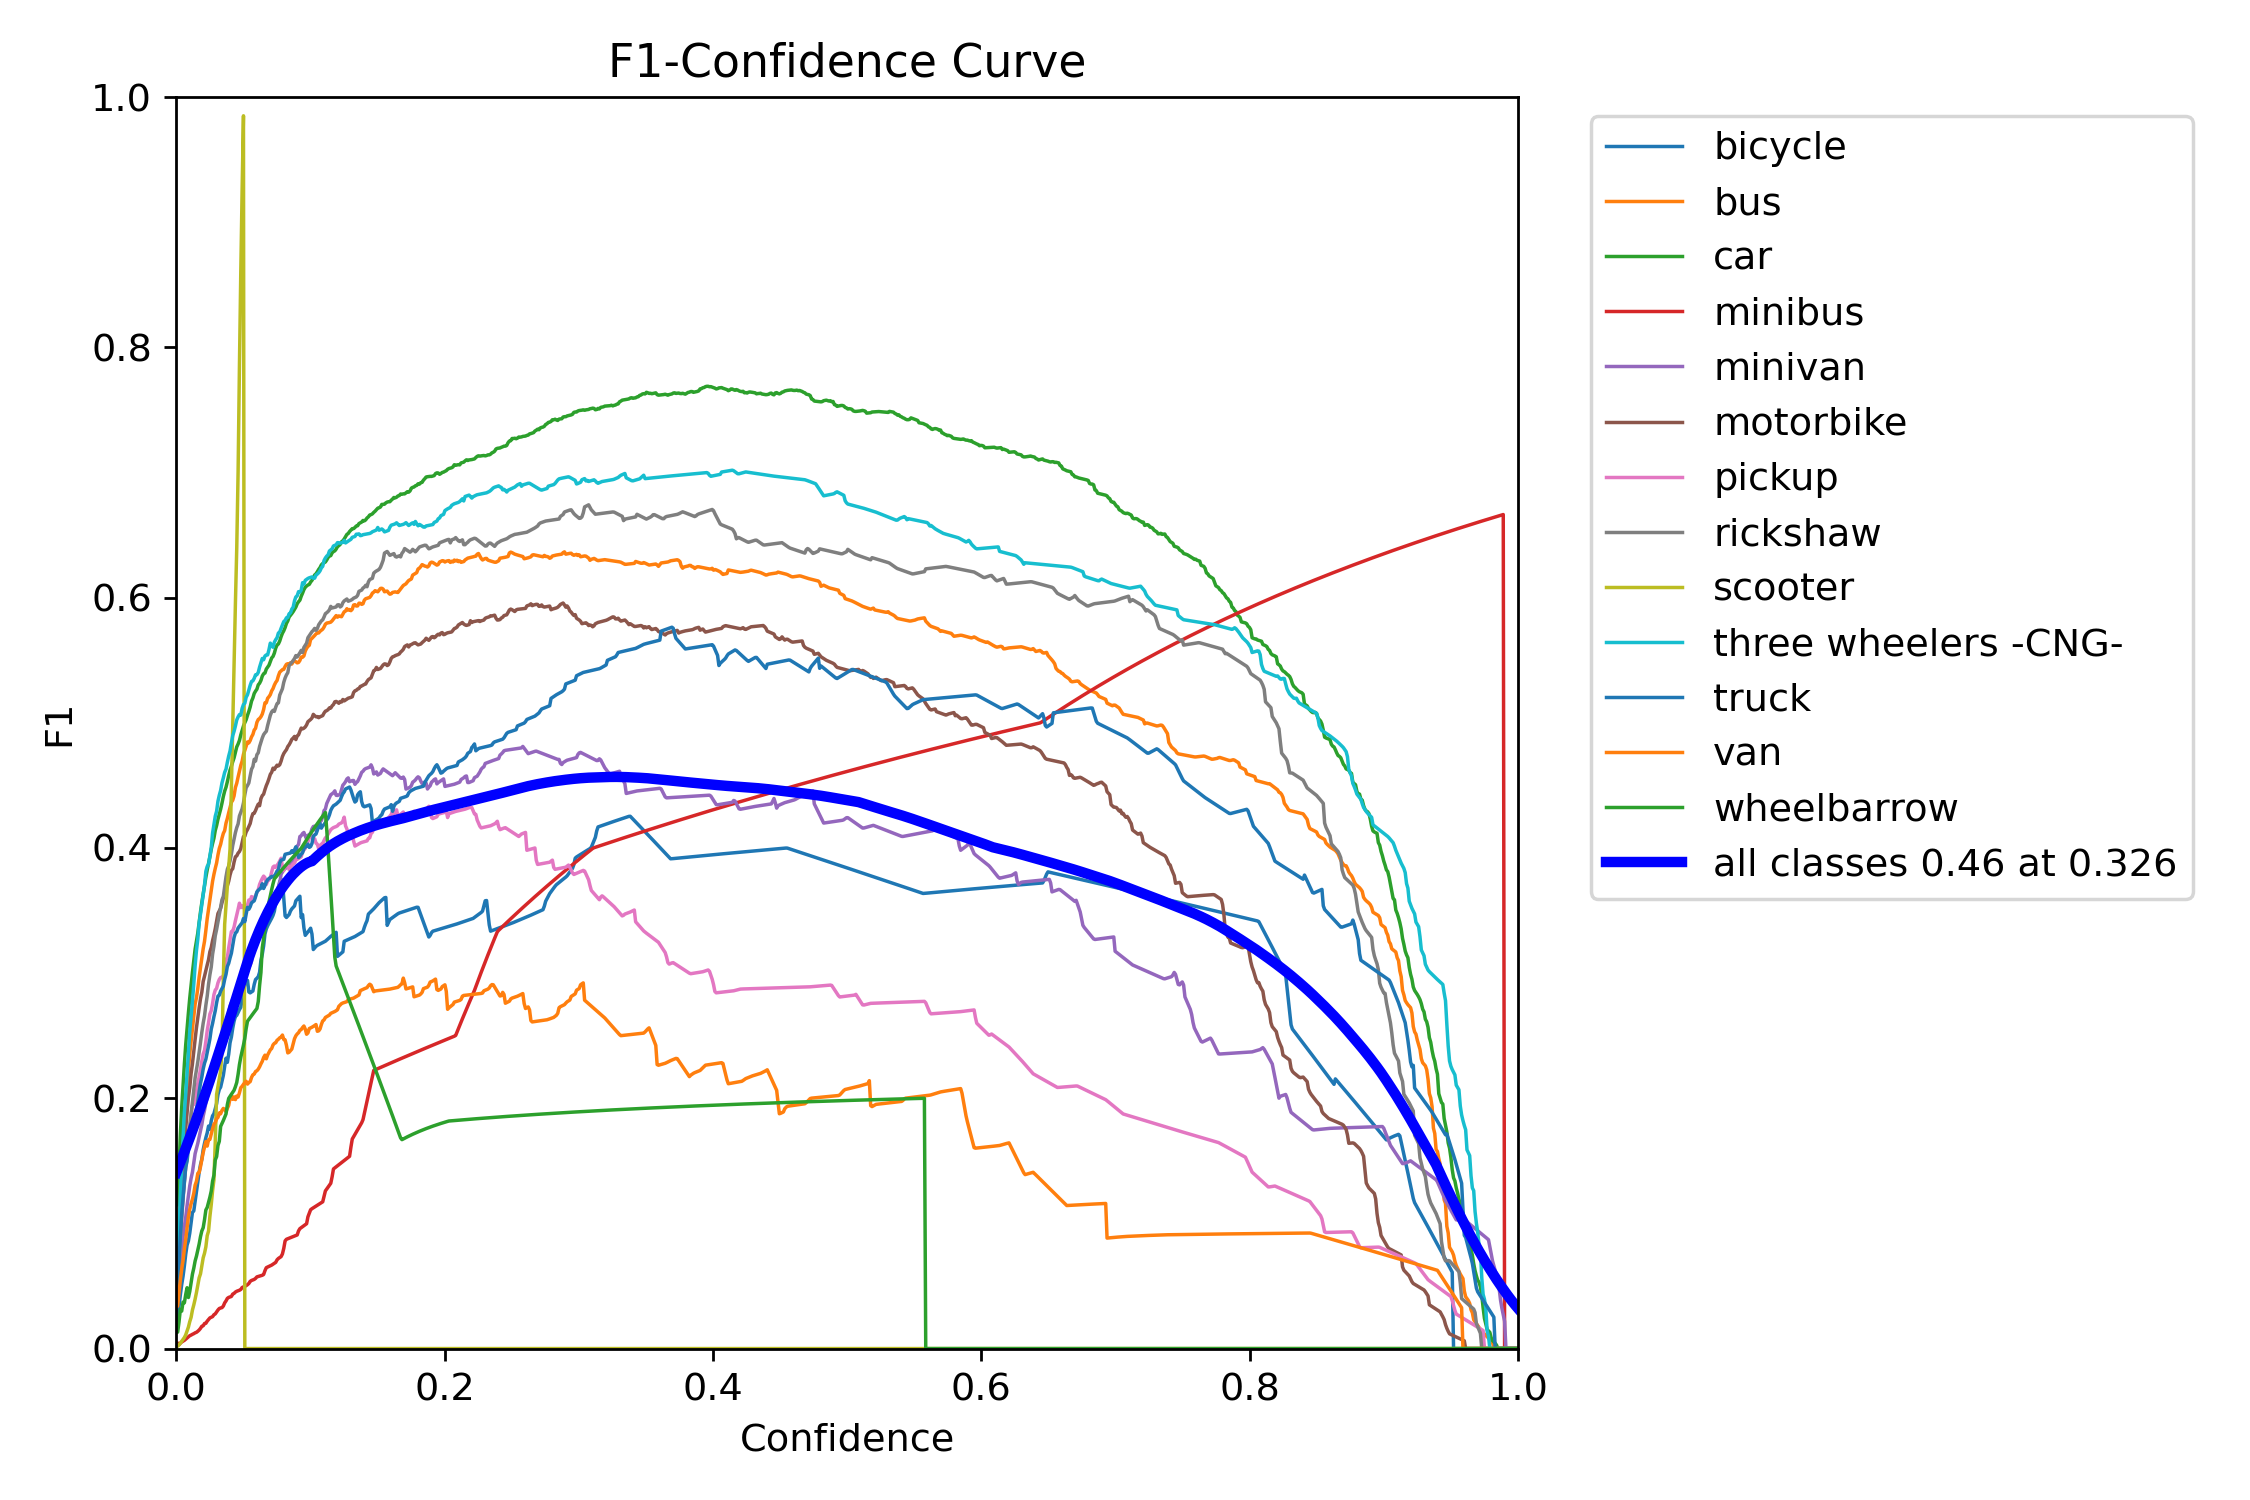 F1-Confidence Curve
1.0
0.8
0.6
0.4
0.2
0.0
F1
0.0 0.2 0.4 0.6 0.8 1.0
Confidence
bicycle
bus
car
minibus
minivan
motorbike
pickup
rickshaw
scooter
three wheelers -CNG-
truck
van
wheelbarrow
all classes 0.46 at 0.326